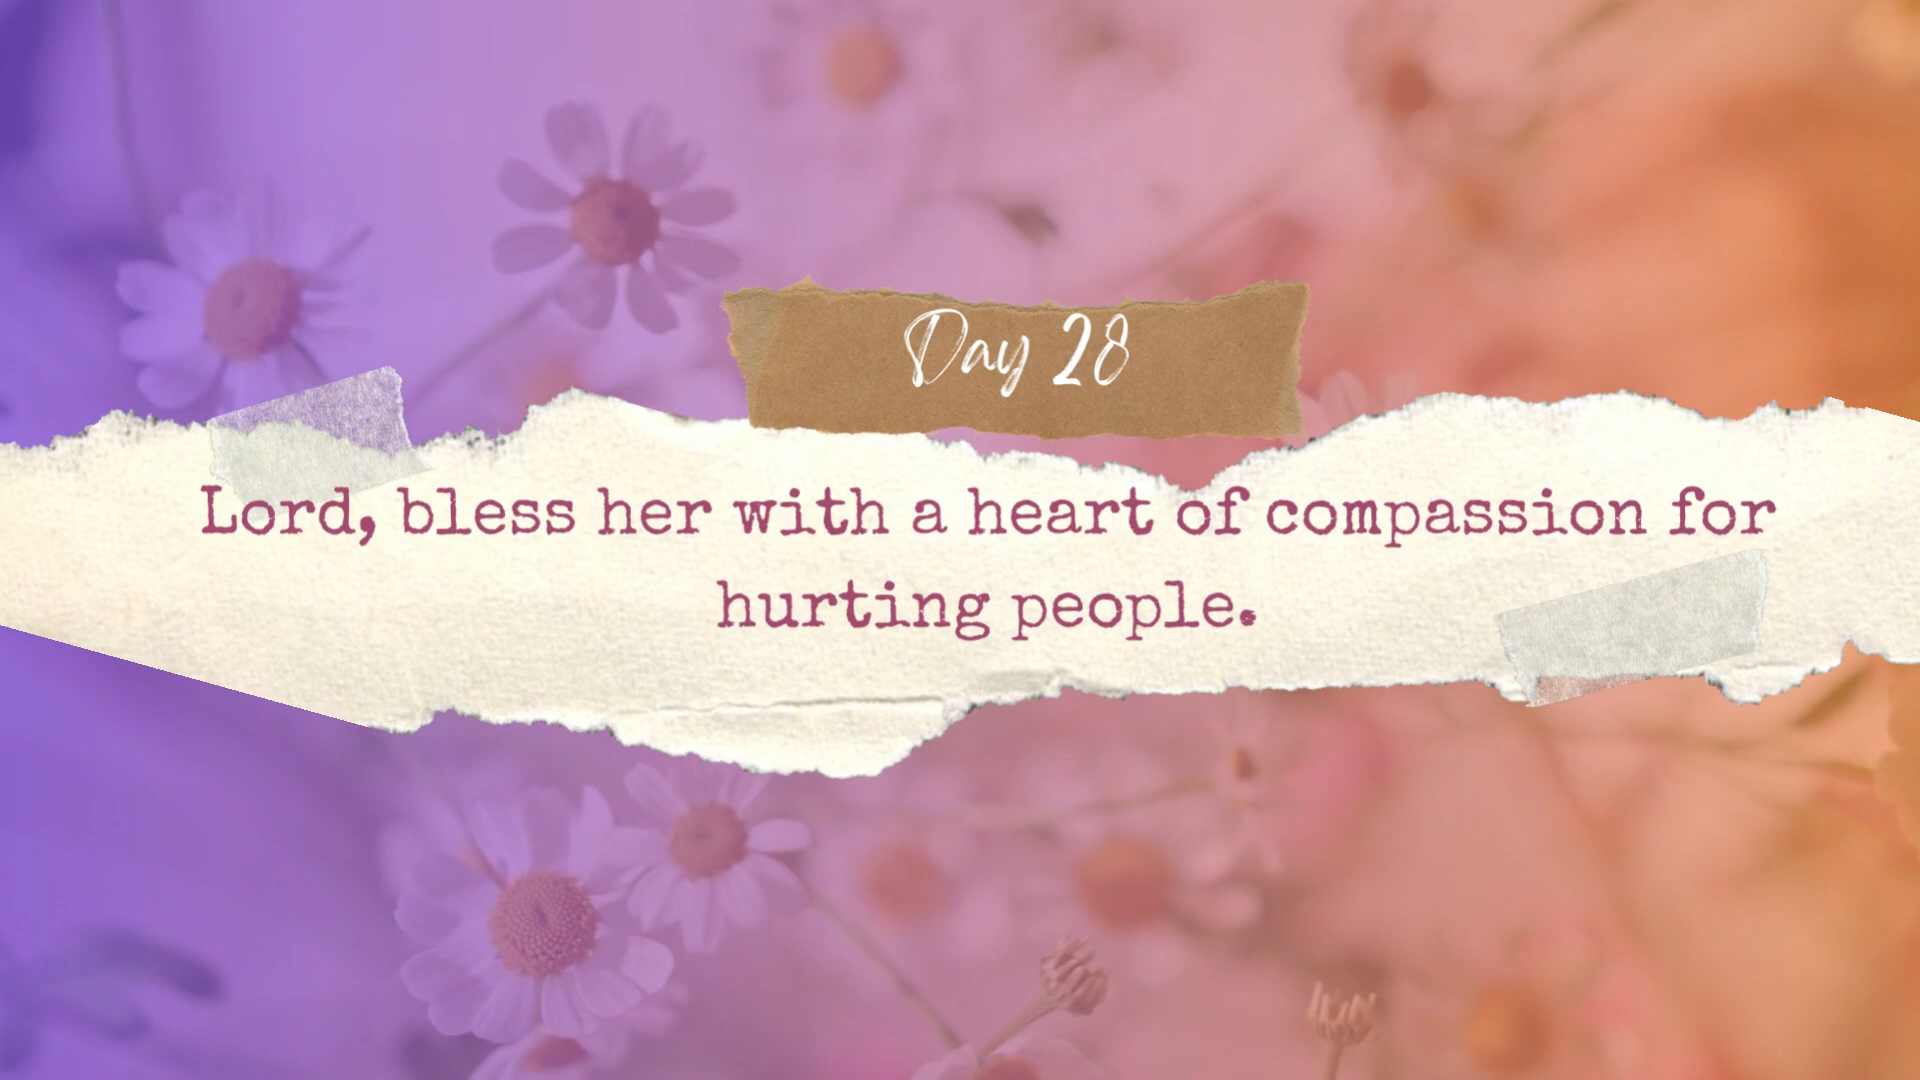 Day 28
Lord, bless her with a heart of compassion for
hurting people.